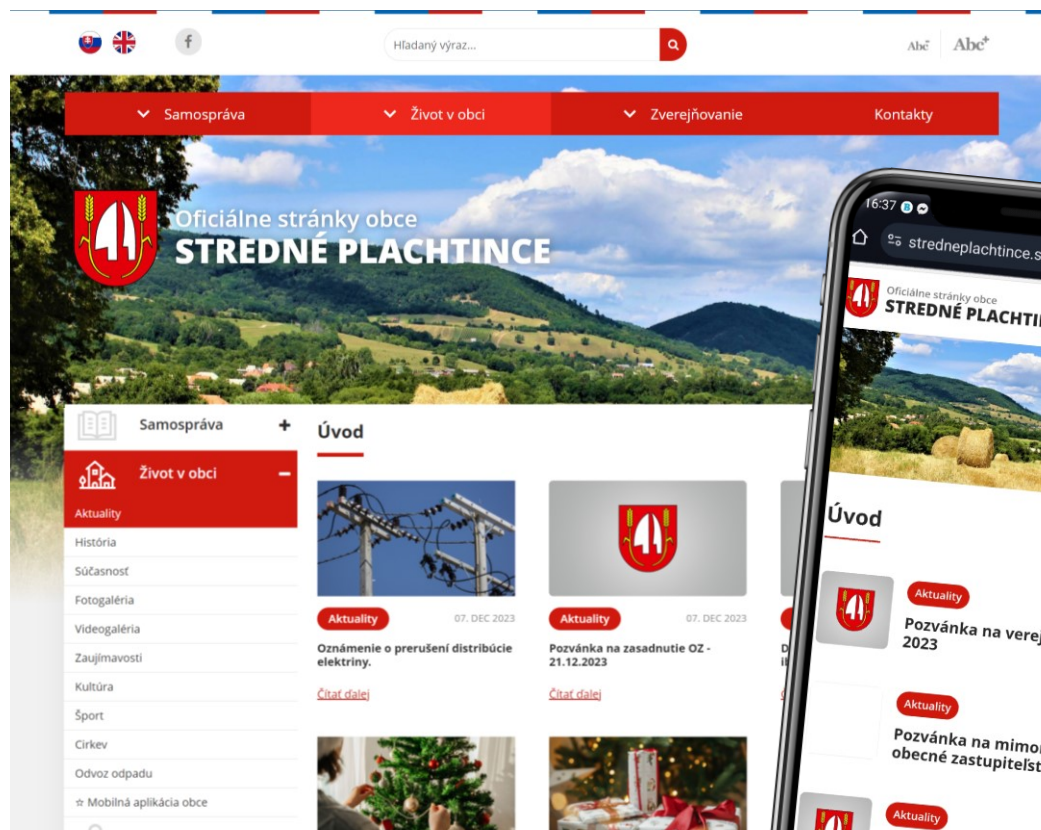 Hľadaný výraz...
Abc-
Abc+
Samospráva
Život v obci
Zverejňovanie
Kontakty
Oficiálne stránky obce
STREDNÉ PLACHTINCE
Samospráva
Život v obci
Aktuality
História
Súčasnosť
Fotogaléria
Videogaléria
Zaujímavosti
Kultúra
Šport
Cirkev
Odvoz odpadu
☆ Mobilná aplikácia obce
Úvod
Aktuality
07. DEC 2023
Oznámenie o prerušení distribúcie
elektriny.
Čítať ďalej
Aktuality
07. DEC 2023
Pozvánka na zasadnutie OZ -
21.12.2023
Čítať ďalej
16:37
stredneplachtince.s
Oficiálne stránky obce
STREDNÉ PLACHTI
Úvod
Aktuality
Pozvánka na verej
2023
Aktuality
Pozvánka na mimo
obecné zastupiteľst
Aktuality